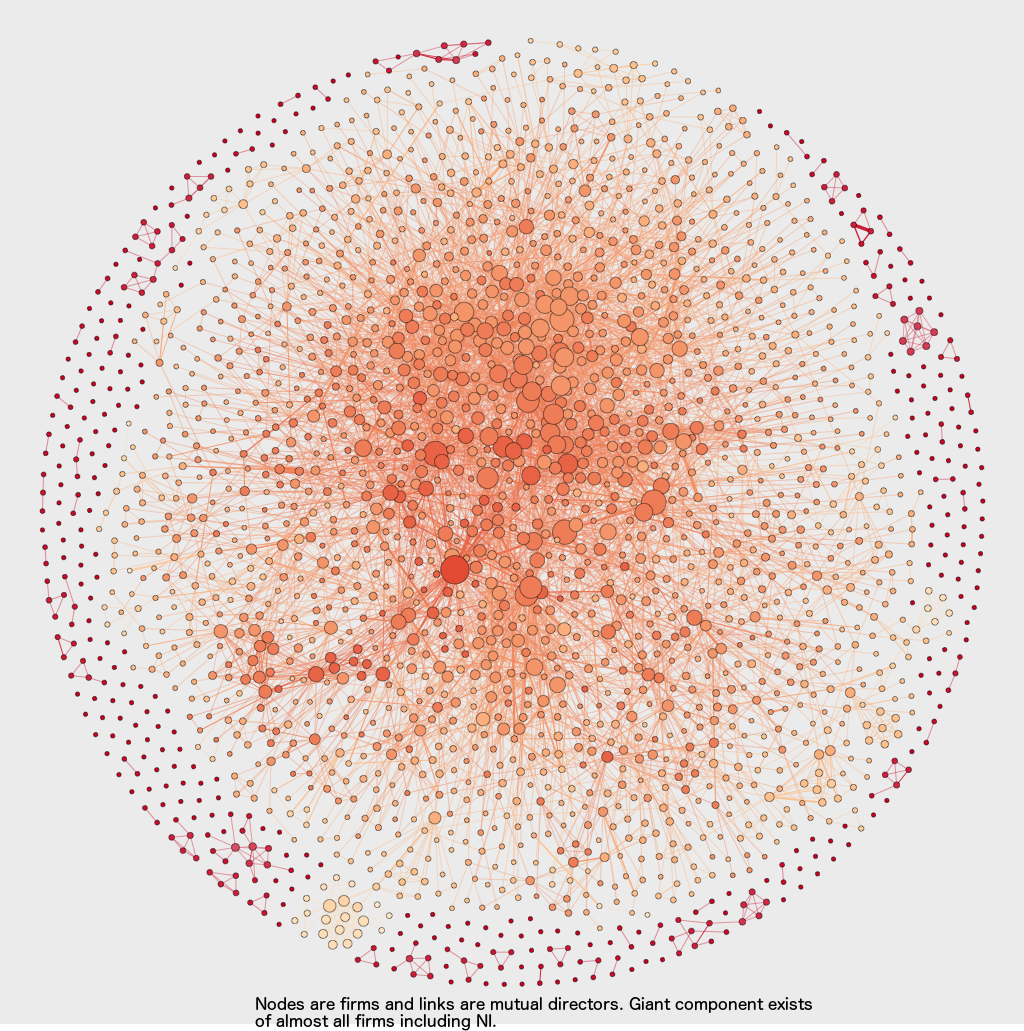 Nodes are firms and links are mutual directors. Giant component exists
of almost all firms including NI.